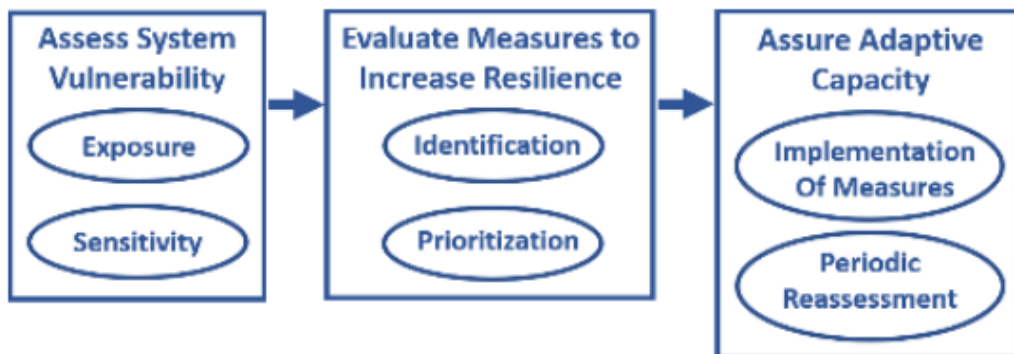 Assess System
Vulnerability
Exposure
Sensitivity
Evaluate Measures to
Increase Resilience
Identification
Prioritization
Assure Adaptive
Capacity
Implementation
Of Measures
Periodic
Reassessment